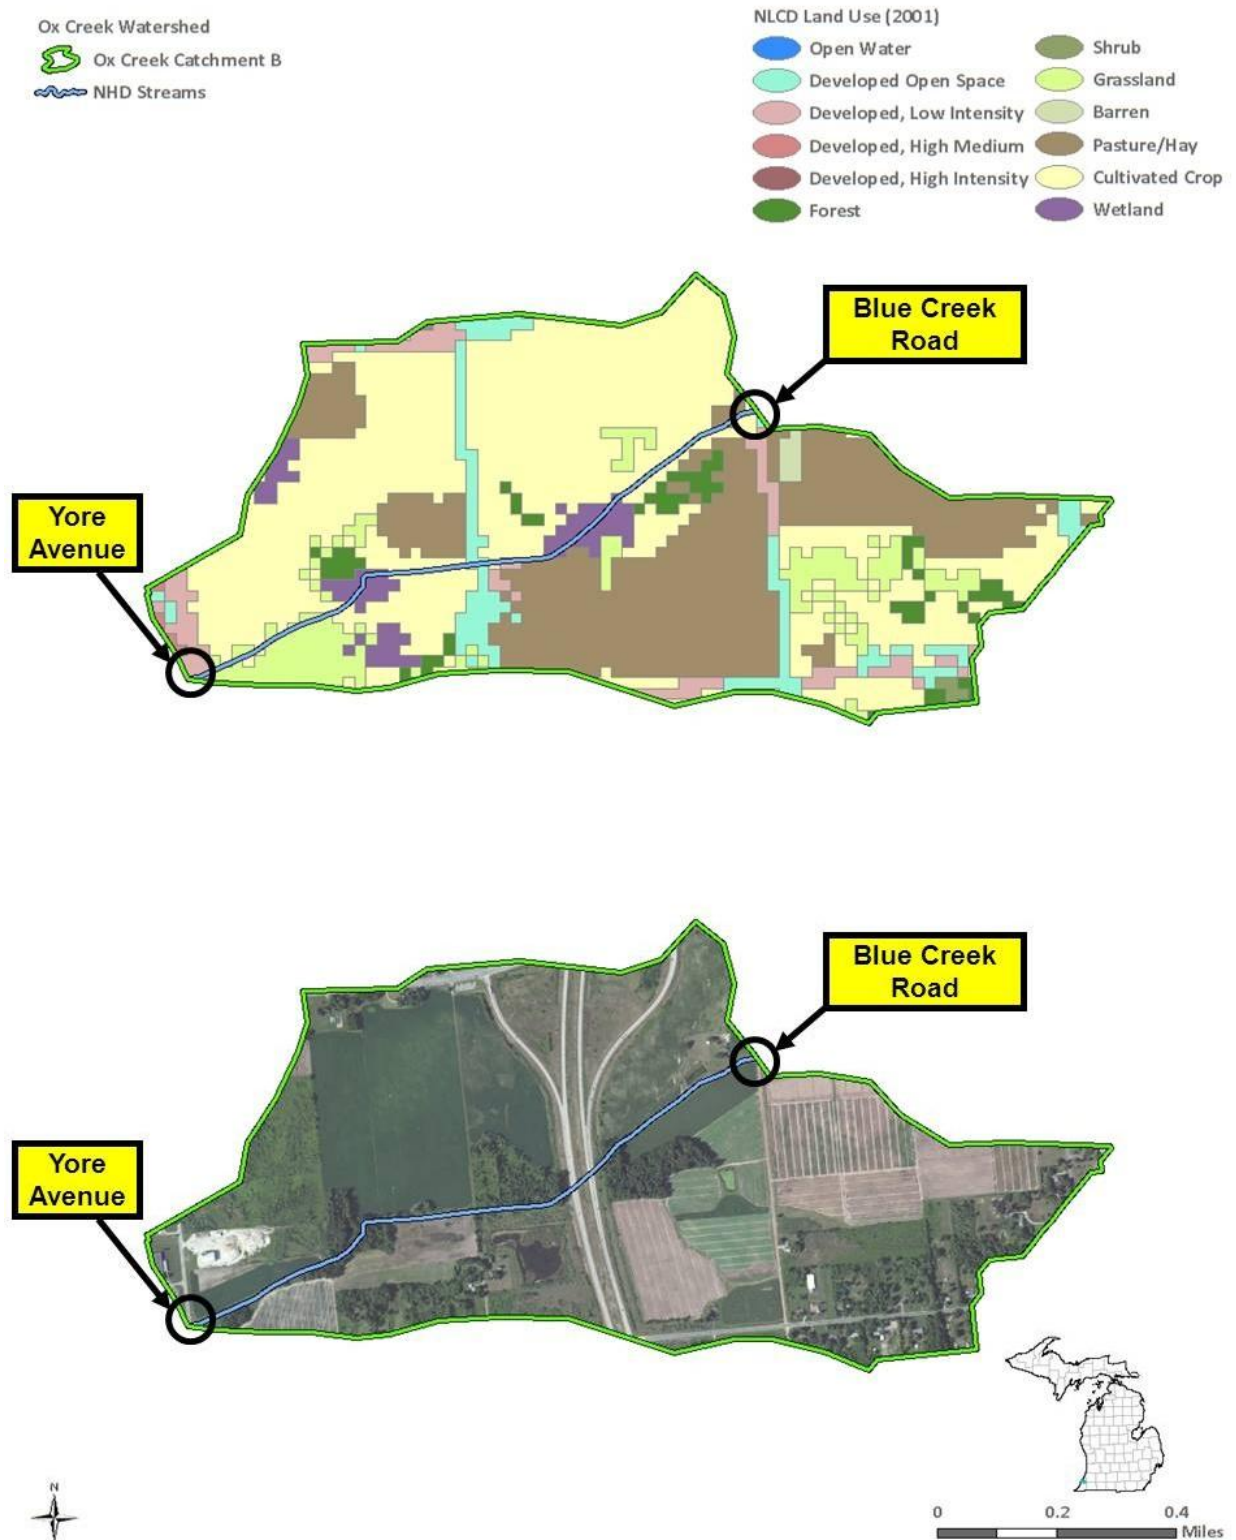 Ox Creek Watershed
Ox Creek Catchment B
NHD Streams
NLCD Land Use (2001)
Open Water
Developed Open Space
Developed, Low Intensity
Developed, High Medium
Developed, High Intensity
Forest
Shrub
Grassland
Barren
Pasture/Hay
Cultivated Crop
Wetland
Blue Creek
Road
Yore
Avenue
Blue Creek
Road
Yore
Avenue
N
0 0.2 0.4
Miles